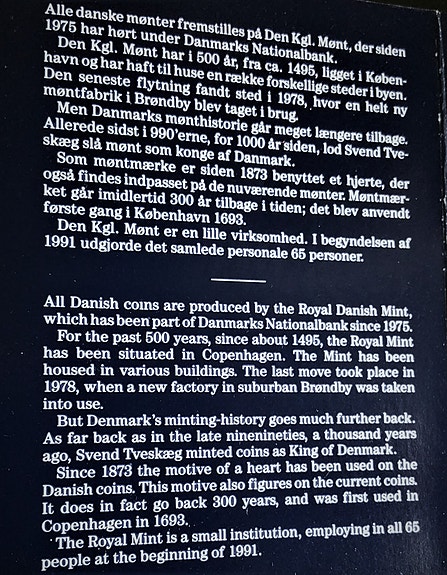 Alle danske mønter fremstilles på Den Kgl. Mønt, der siden
1975 har hørt under Danmarks Nationalbank.
Den Kgl. Mønt har i 500 år, fra ca. 1495, ligget i Køben-
havn og har haft til huse en række forskellige steder i byen.
Den seneste flytning fandt sted i 1978, hvor en helt ny
møntfabrik i Brøndby blev taget i brug.
Men Danmarks mønthistorie går meget længere tilbage.
Allerede sidst i 990'erne, for 1000 år siden, lod Svend Tve-
skæg slå mønt som konge af Danmark.
Som møntmærke er siden 1873 benyttet et hjerte, der
også findes indpasset på de nuværende mønter. Møntmær-
ket går imidlertid 300 år tilbage i tiden; det blev anvendt
første gang i København 1693.
Den Kgl. Mønt er en lille virksomhed. I begyndelsen af
1991 udgjorde det samlede personale 65 personer.
All Danish coins are produced by the Royal Danish Mint,
which has been part of Danmarks Nationalbank since 1975.
For the past 500 years, since about 1495, the Royal Mint
has been situated in Copenhagen. The Mint has been
housed in various buildings. The last move took place in
1978, when a new factory in suburban Brøndby was taken
into use.
But Denmark's minting-history goes much further back.
As far back as in the late ninenineties, a thousand years
ago, Svend Tveskæg minted coins as King of Denmark.
Since 1873 the motive of a heart has been used on the
Danish coins. This motive also figures on the current coins.
It does in fact go back 300 years, and was first used in
Copenhagen in 1693.
The Royal Mint is a small institution, employing in all 65
people at the beginning of 1991.